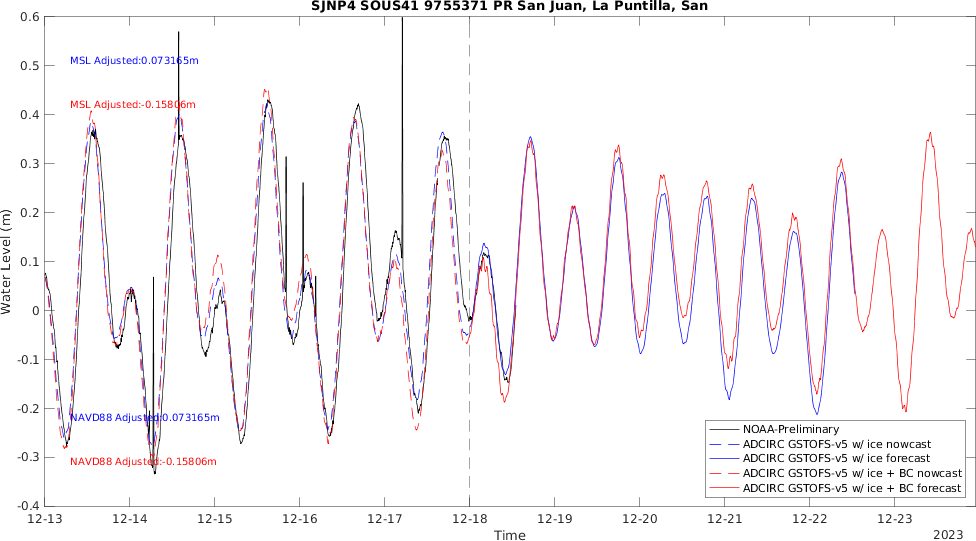 SJNP4 SOUS41 9755371 PR San Juan, La Puntilla, San
0.6
0.5
0.4
0.3
0.2
0.1
0
-0.1
-0.2
-0.3
-0.4
Water Level (m)
MSL Adjusted:0.073165m
MSL Adjusted:-0.15806m
NAVD88 Adjusted:0.073165m
NAVD88 Adjusted:-0.15806m
NOAA-Preliminary
ADCIRC GSTOFS-v5 w/ ice nowcast
ADCIRC GSTOFS-v5 w/ ice forecast
ADCIRC GSTOFS-v5 w/ ice + BC nowcast
ADCIRC GSTOFS-v5 w/ ice + BC forecast
12-13 12-14 12-15 12-16 12-17 12-18 12-19 12-20 12-21 12-22 12-23
Time
2023